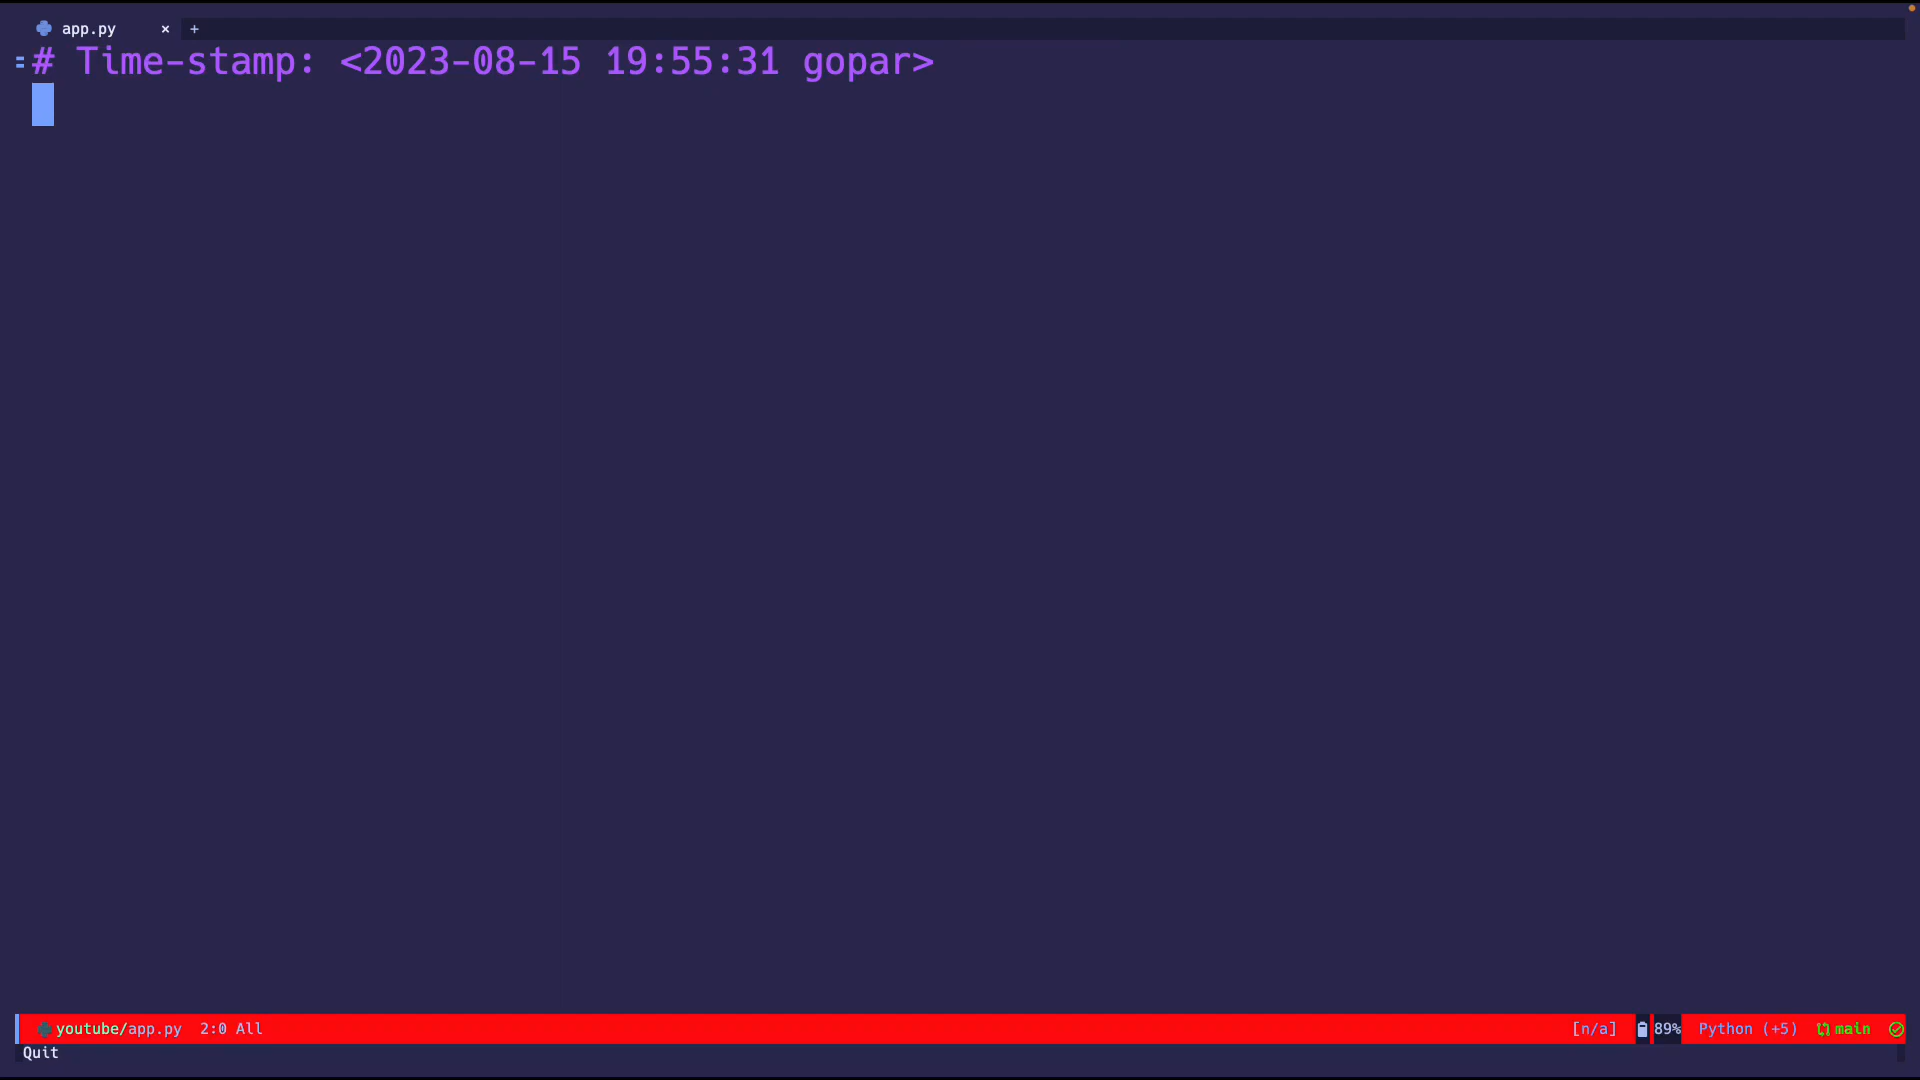 app.py × +
# Time-stamp: <2023-08-15 19:55:31 gopar>
youtube/app.py 2:0 All [n/a] 89% Python (+5) main
Quit